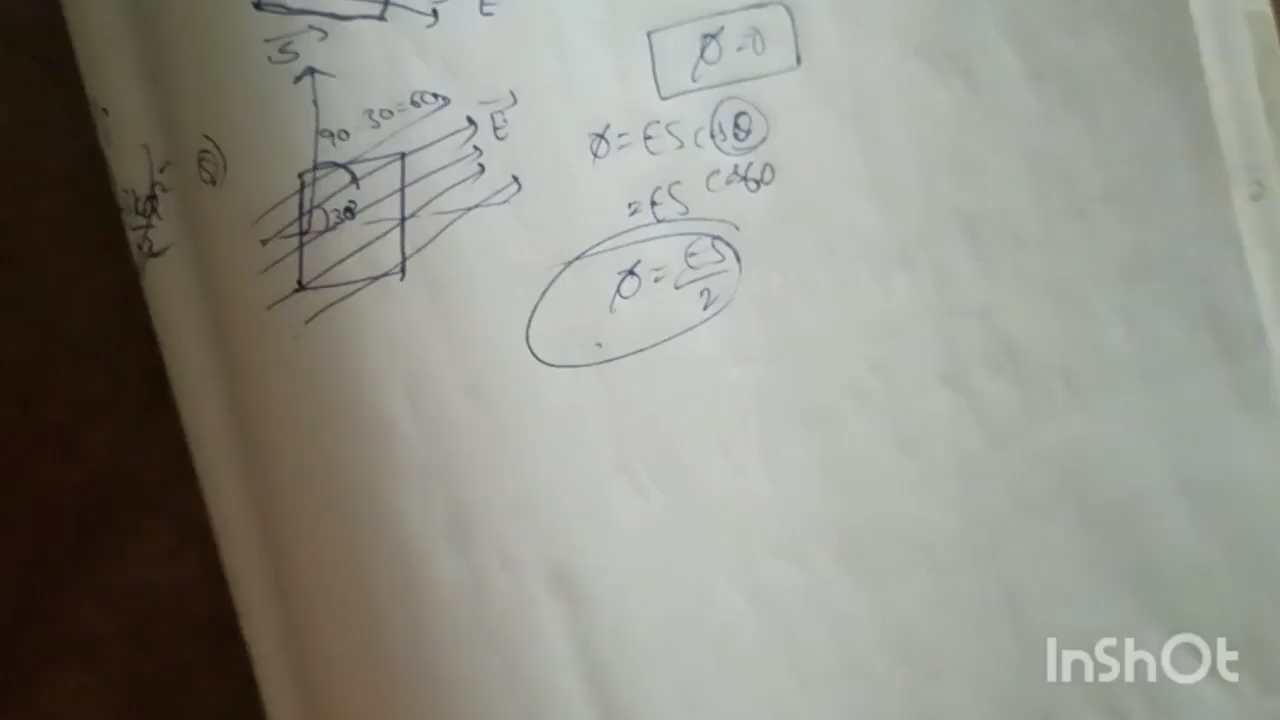 E
S
φ=0
90-30=60
E
φ=ES cosθ
30
=ES cos60
φ=ES/2
InShOt